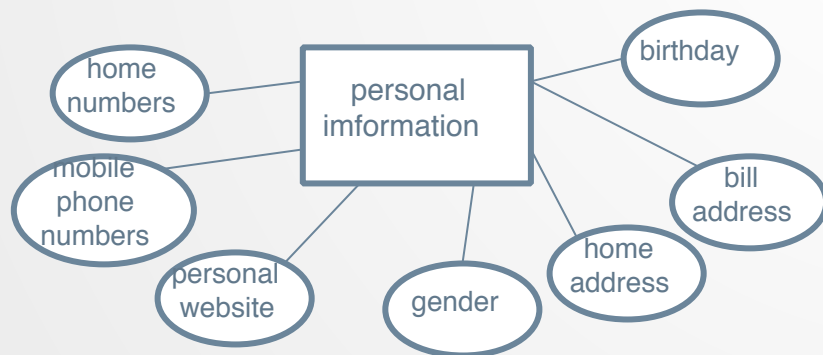 home
numbers
personal
imformation
birthday
mobile
phone
numbers
bill
address
personal
website
gender
home
address